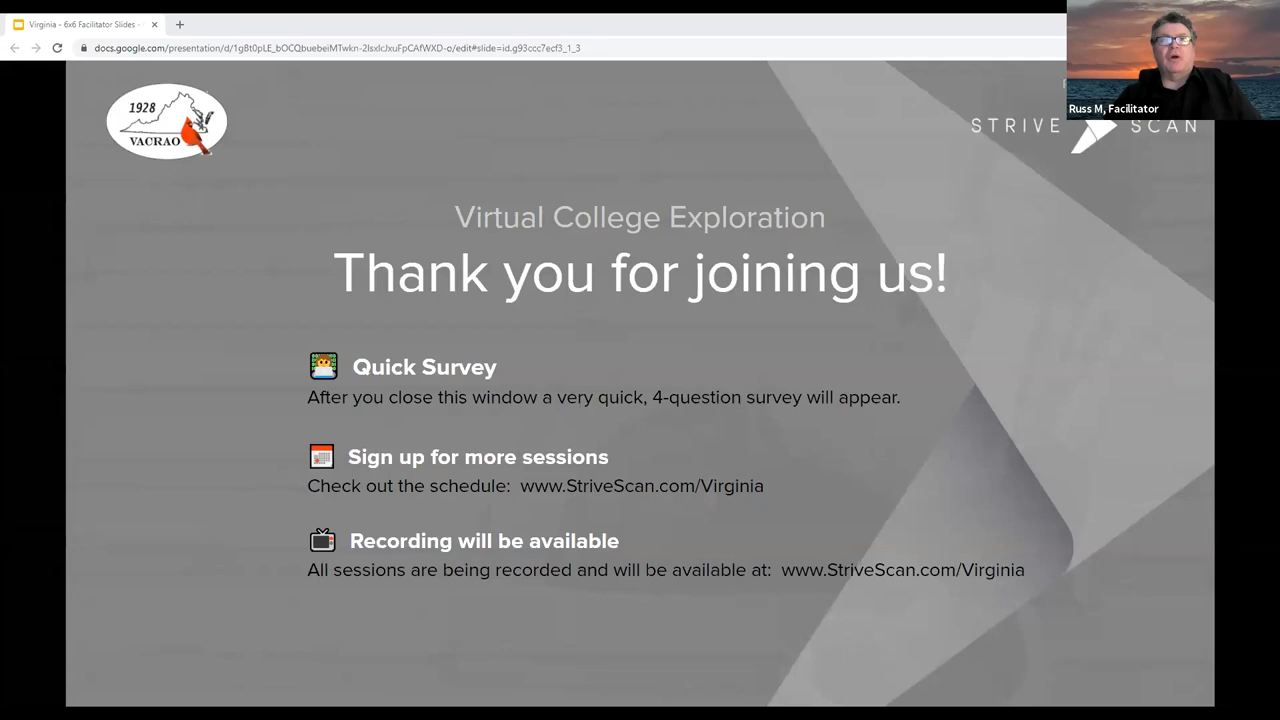 Virginia - 6x6 Facilitator Slides -
docs.google.com/presentation/d/1gBt0pLE_bOCQbuebeiMTwkn-2lsxIcJxuFpCAfWXD-o/edit#slide=id.g93ccc7ecf3_1_3
Russ M, Facilitator
1928
VACRAO
STRIVE SCAN
Virtual College Exploration
Thank you for joining us!
Quick Survey
After you close this window a very quick, 4-question survey will appear.
Sign up for more sessions
Check out the schedule: www.StriveScan.com/Virginia
Recording will be available
All sessions are being recorded and will be available at: www.StriveScan.com/Virginia